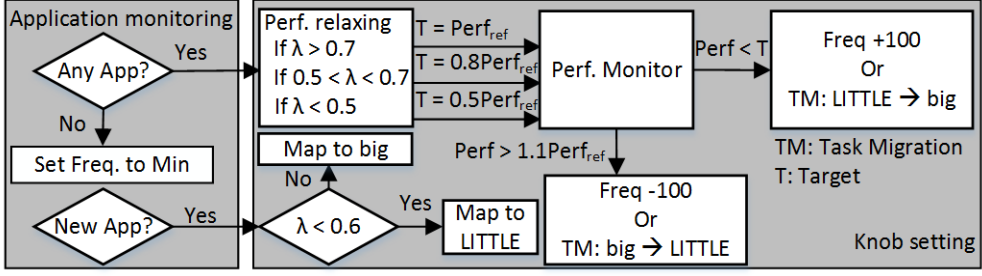 Application monitoring
Any App?
Yes
No
Set Freq. to Min
New App?
Yes
Perf. relaxing
If λ > 0.7
If 0.5 < λ < 0.7
If λ < 0.5
T = Perfref
T = 0.8Perfref
T = 0.5Perfref
Perf. Monitor
Perf < T
Freq +100
Or
TM: LITTLE → big
TM: Task Migration
T: Target
Perf > 1.1Perfref
Freq -100
Or
TM: big → LITTLE
Map to big
No
λ < 0.6
Yes
Map to
LITTLE
Knob setting